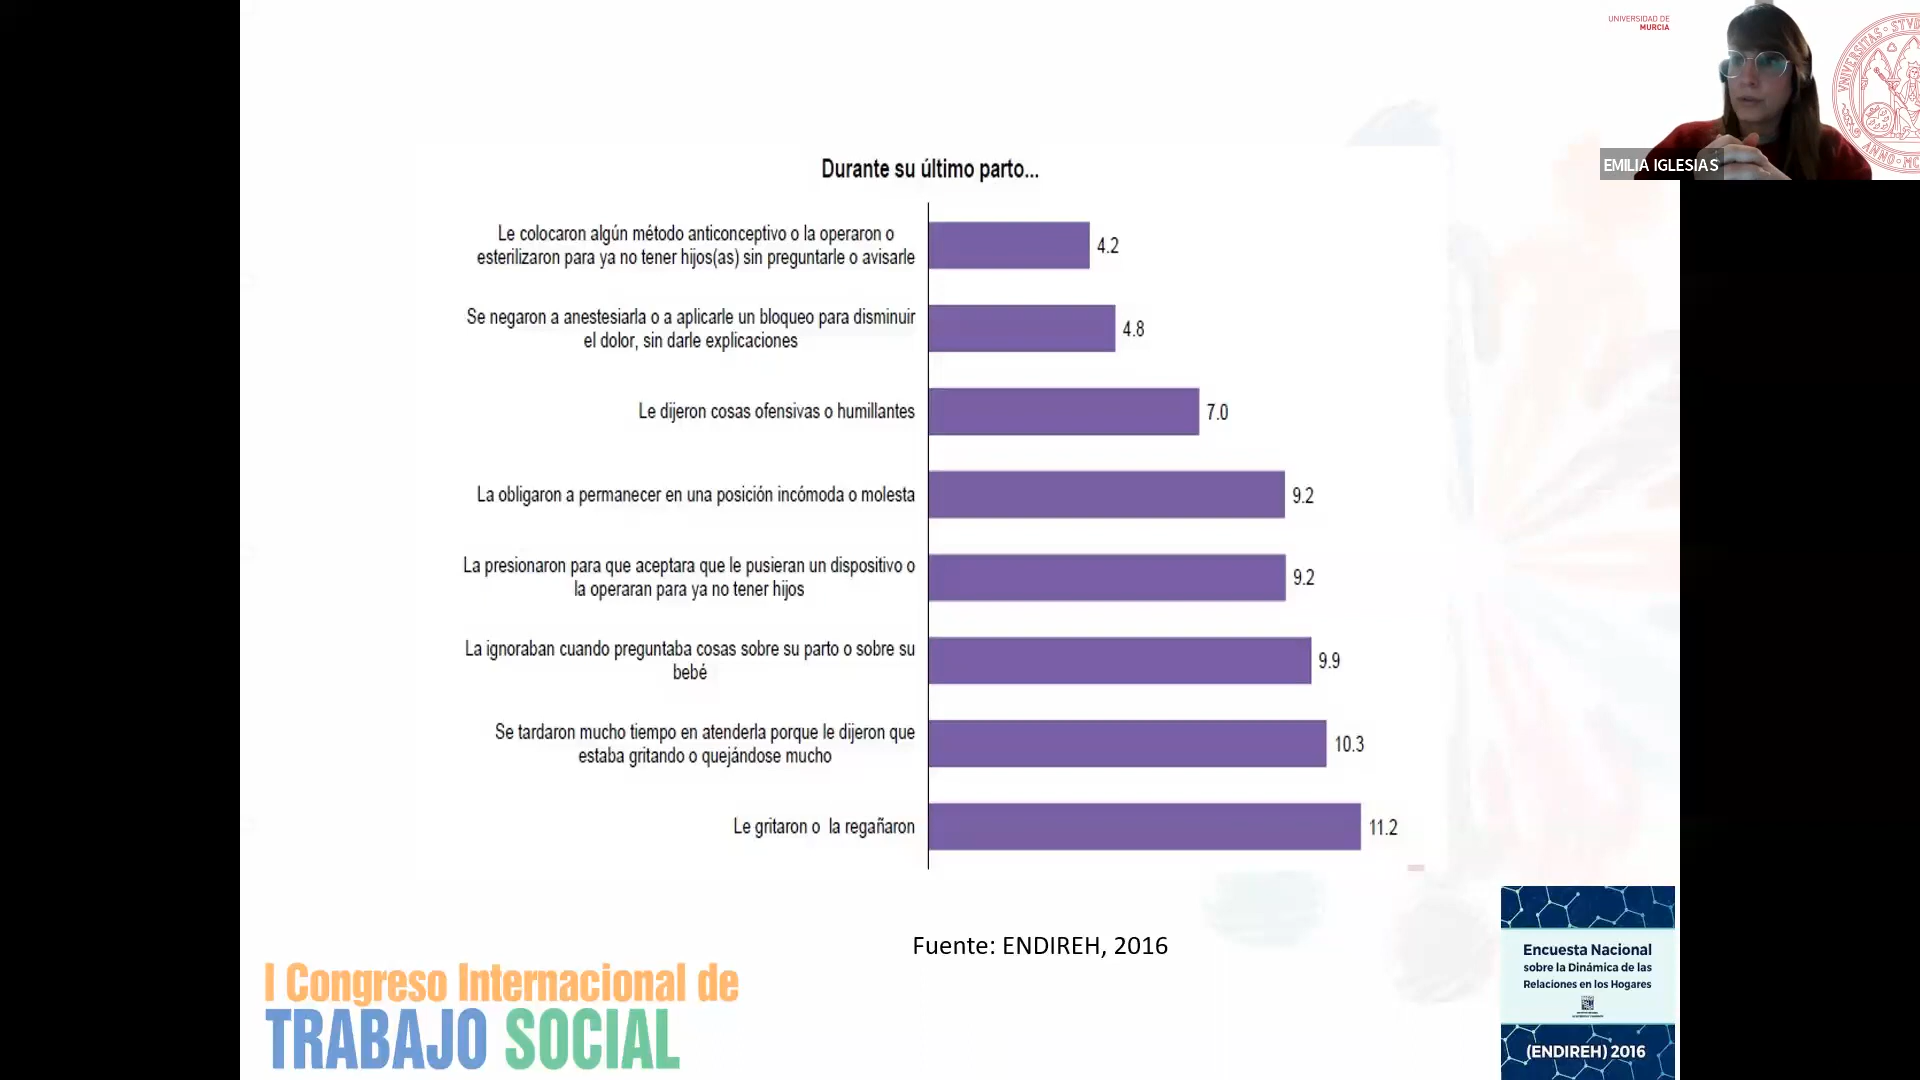 UNIVERSIDAD DE
MURCIA
EMILIA IGLESIAS
Durante su último parto...
Le colocaron algún método anticonceptivo o la operaron o
esterilizaron para ya no tener hijos(as) sin preguntarle o avisarle
4.2
Se negaron a anestesiarla o a aplicarle un bloqueo para disminuir
el dolor, sin darle explicaciones
4.8
Le dijeron cosas ofensivas o humillantes
7.0
La obligaron a permanecer en una posición incómoda o molesta
9.2
La presionaron para que aceptara que le pusieran un dispositivo o
la operaran para ya no tener hijos
9.2
La ignoraban cuando preguntaba cosas sobre su parto o sobre su
bebé
9.9
Se tardaron mucho tiempo en atenderla porque le dijeron que
estaba gritando o quejándose mucho
10.3
Le gritaron o la regañaron
11.2
Fuente: ENDIREH, 2016
I Congreso Internacional de
TRABAJO SOCIAL
Encuesta Nacional
sobre la Dinámica de las
Relaciones en los Hogares
(ENDIREH) 2016